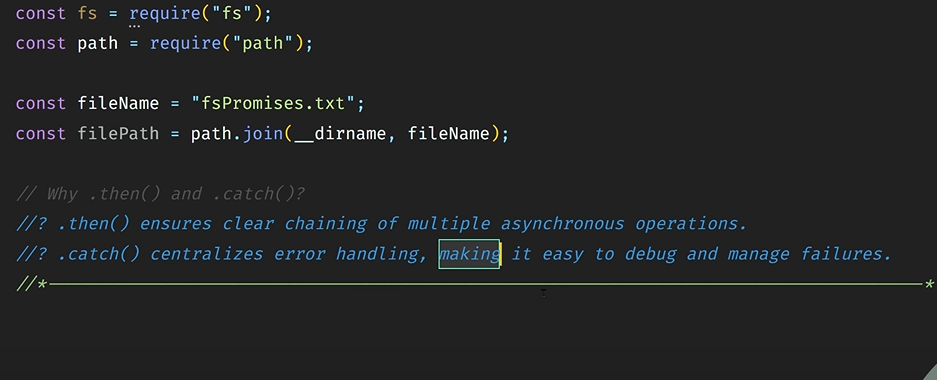 const fs = require("fs");
const path = require("path");
const fileName = "fsPromises.txt";
const filePath = path.join(__dirname, fileName);
// Why .then() and .catch()?
//? .then() ensures clear chaining of multiple asynchronous operations.
//? .catch() centralizes error handling, making it easy to debug and manage failures.
//*──────────────────────────────────────────────*